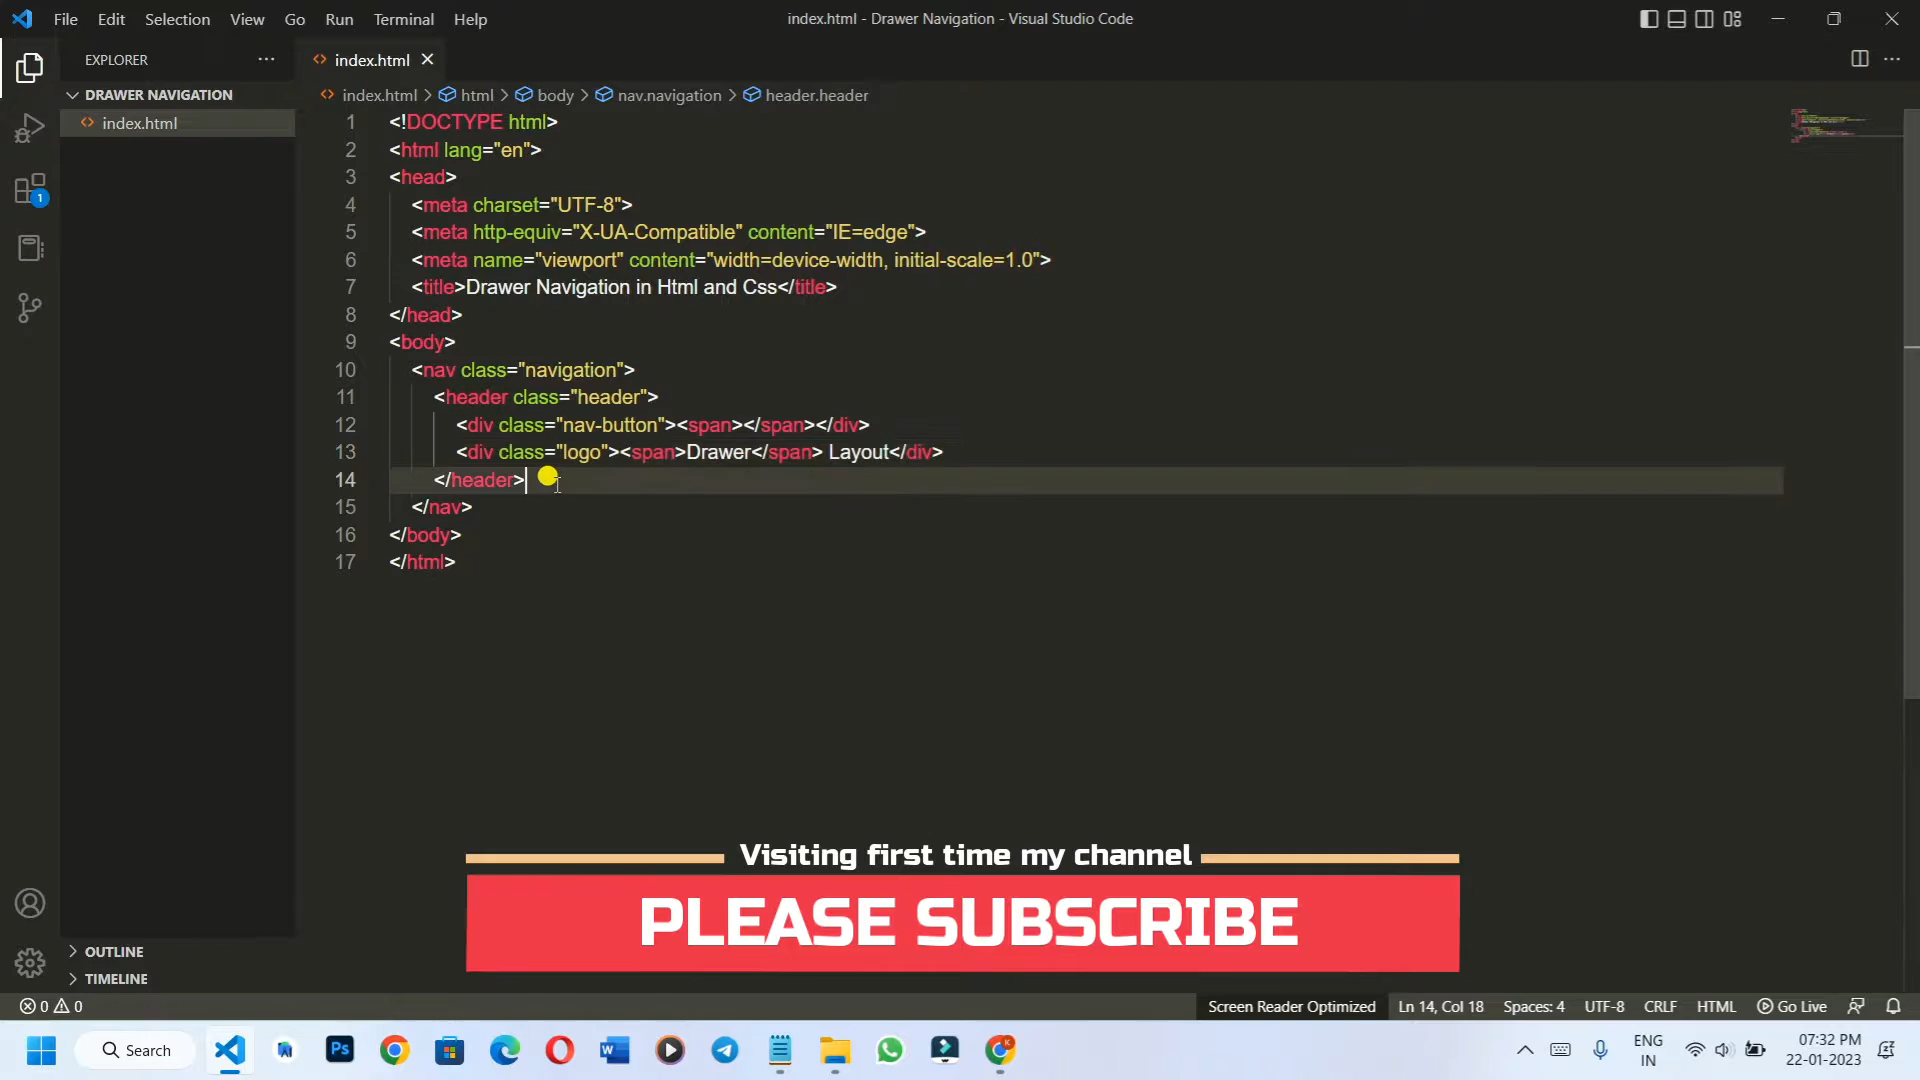 File Edit Selection View Go Run Terminal Help
index.html - Drawer Navigation - Visual Studio Code
EXPLORER
index.html
DRAWER NAVIGATION
index.html > html > body > nav.navigation > header.header
index.html
1 <!DOCTYPE html>
2 <html lang="en">
3 <head>
4 <meta charset="UTF-8">
5 <meta http-equiv="X-UA-Compatible" content="IE=edge">
6 <meta name="viewport" content="width=device-width, initial-scale=1.0">
7 <title>Drawer Navigation in Html and Css</title>
8 </head>
9 <body>
10 <nav class="navigation">
11 <header class="header">
12 <div class="nav-button"><span></span></div>
13 <div class="logo"><span>Drawer</span> Layout</div>
14 </header>
15 </nav>
16 </body>
17 </html>
1
Visiting first time my channel
PLEASE SUBSCRIBE
OUTLINE
TIMELINE
0 0
Screen Reader Optimized Ln 14, Col 18 Spaces: 4 UTF-8 CRLF HTML Go Live
Search
Ps
W
K
ENG
IN
07:32 PM
22-01-2023